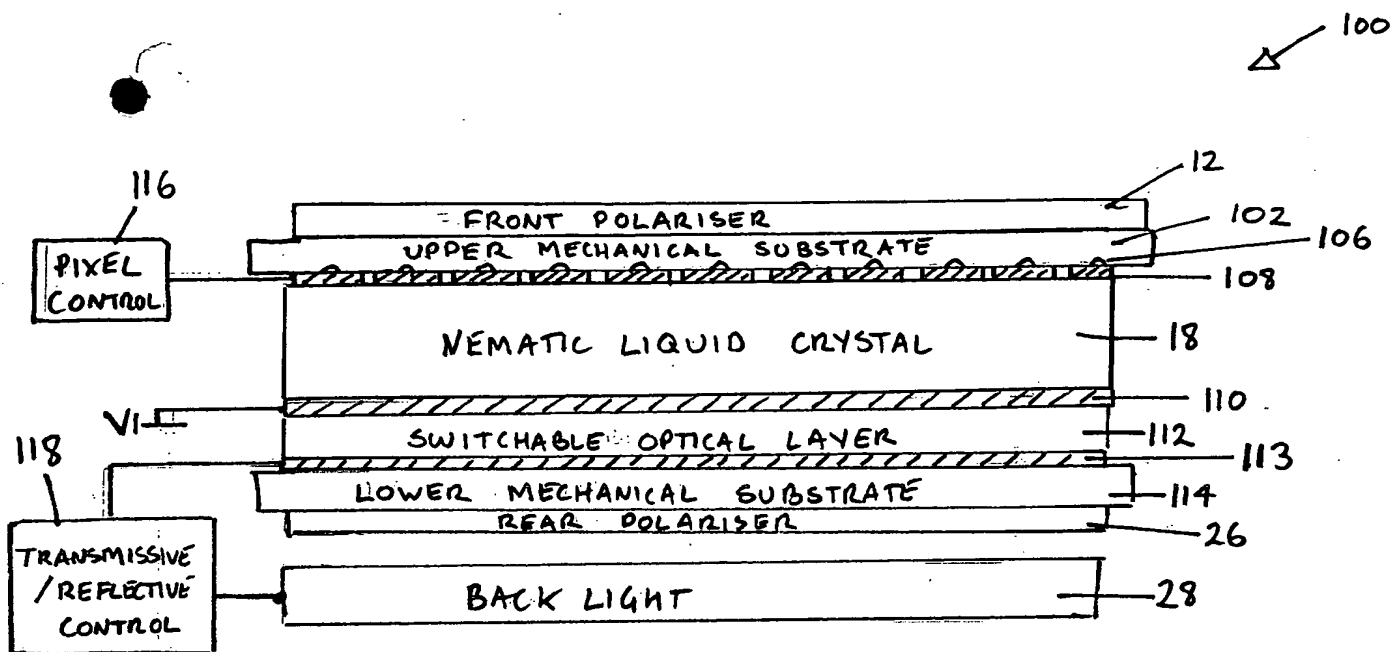 100
12
116
FRONT POLARISER
102
UPPER MECHANICAL SUBSTRATE
106
PIXEL
CONTROL
108
NEMATIC LIQUID CRYSTAL
18
110
V1
SWITCHABLE OPTICAL LAYER
112
118
113
LOWER MECHANICAL SUBSTRATE
114
REAR POLARISER
26
TRANSMISSIVE
/REFLECTIVE
CONTROL
BACK LIGHT
28